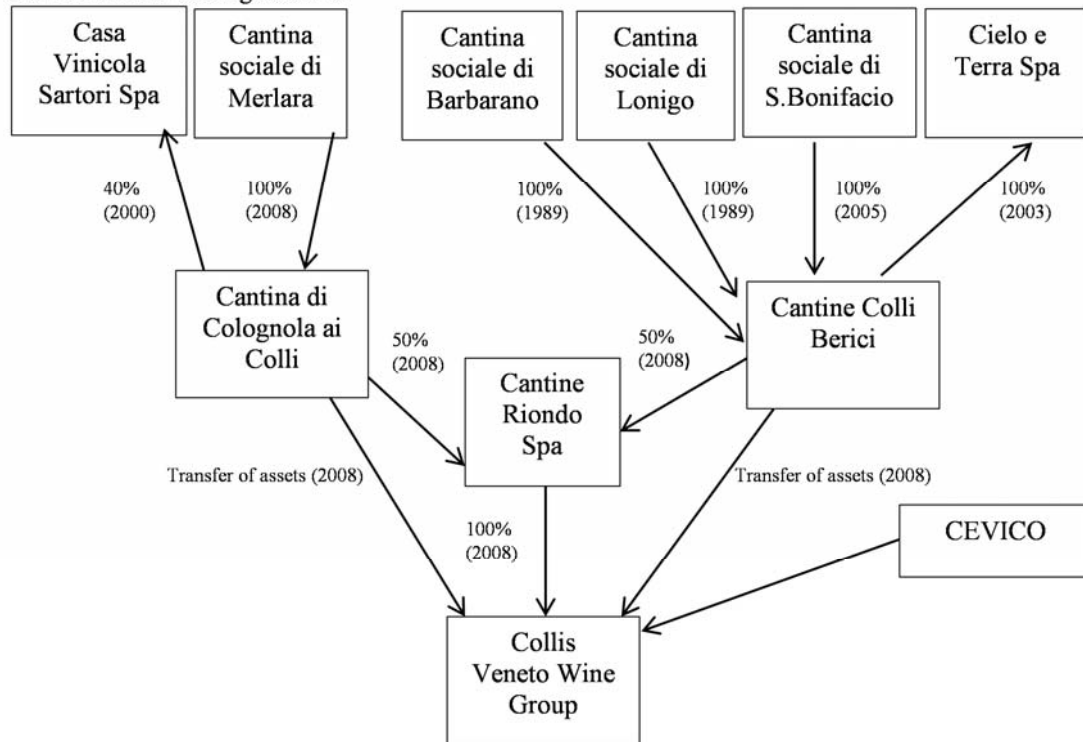 Casa
Vinicola
Sartori Spa
Cantina
sociale di
Merlara
Cantina
sociale di
Barbarano
Cantina
sociale di
Lonigo
Cantina
sociale di
S.Bonifacio
Cielo e
Terra Spa
40%
(2000)
100%
(2008)
100%
(1989)
100%
(1989)
100%
(2005)
100%
(2003)
Cantina di
Colognola ai
Colli
Cantine Colli
Berici
50%
(2008)
50%
(2008)
Cantine
Riondo
Spa
Transfer of assets (2008)
Transfer of assets (2008)
100%
(2008)
CEVICO
Collis
Veneto Wine
Group